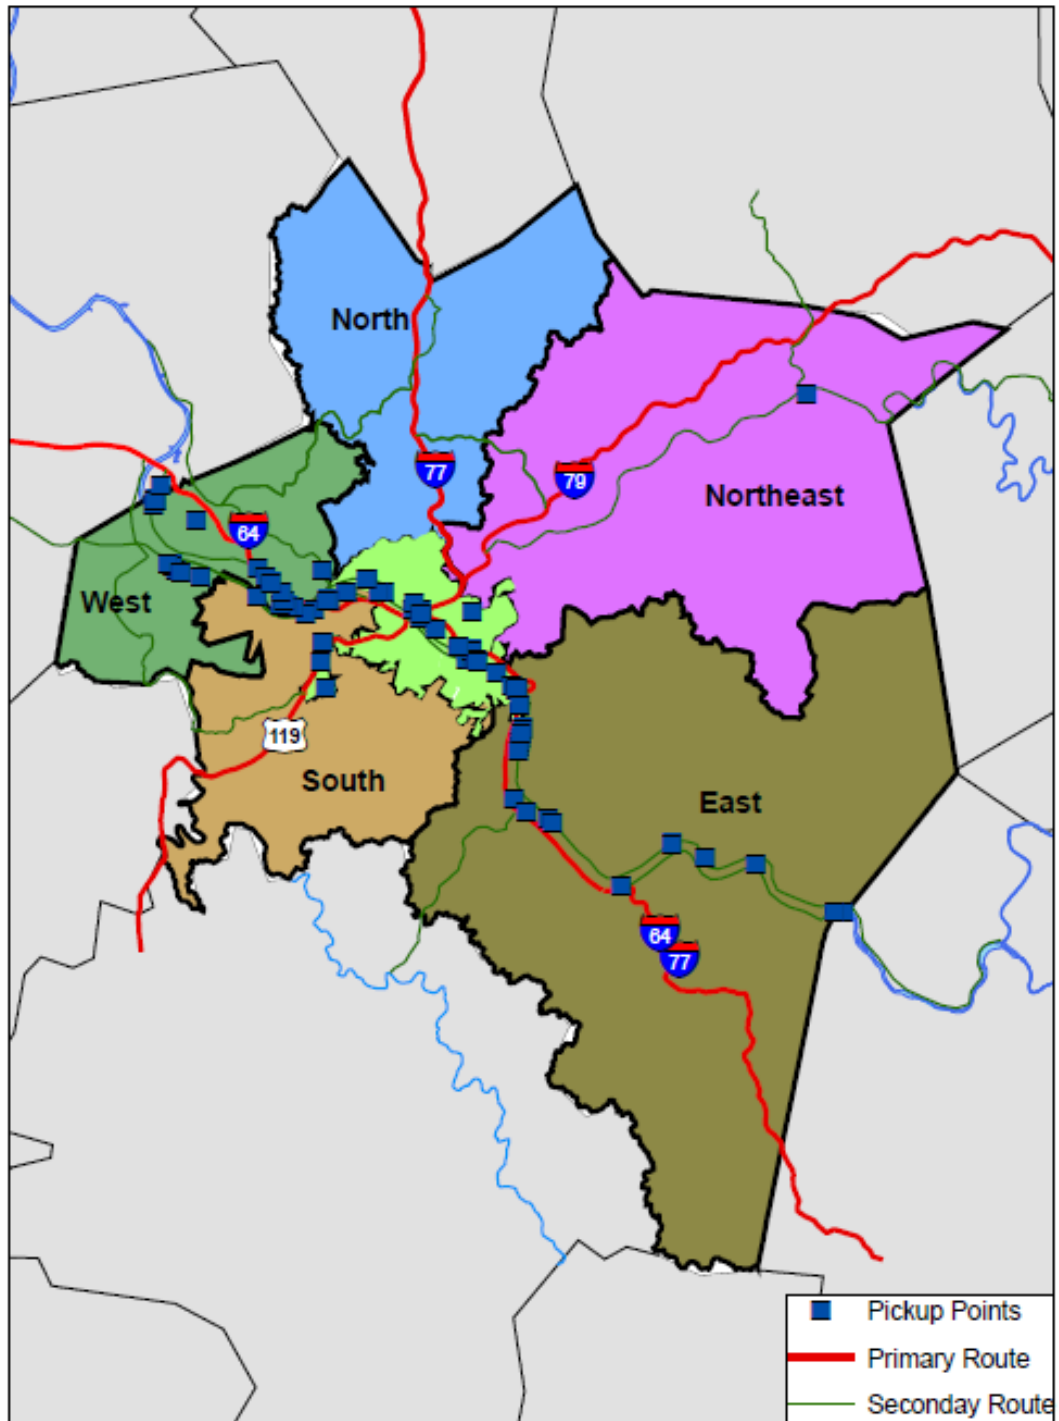 North
77
79
Northeast
64
West
119
South
East
64
77
Pickup Points
Primary Route
Seconday Route